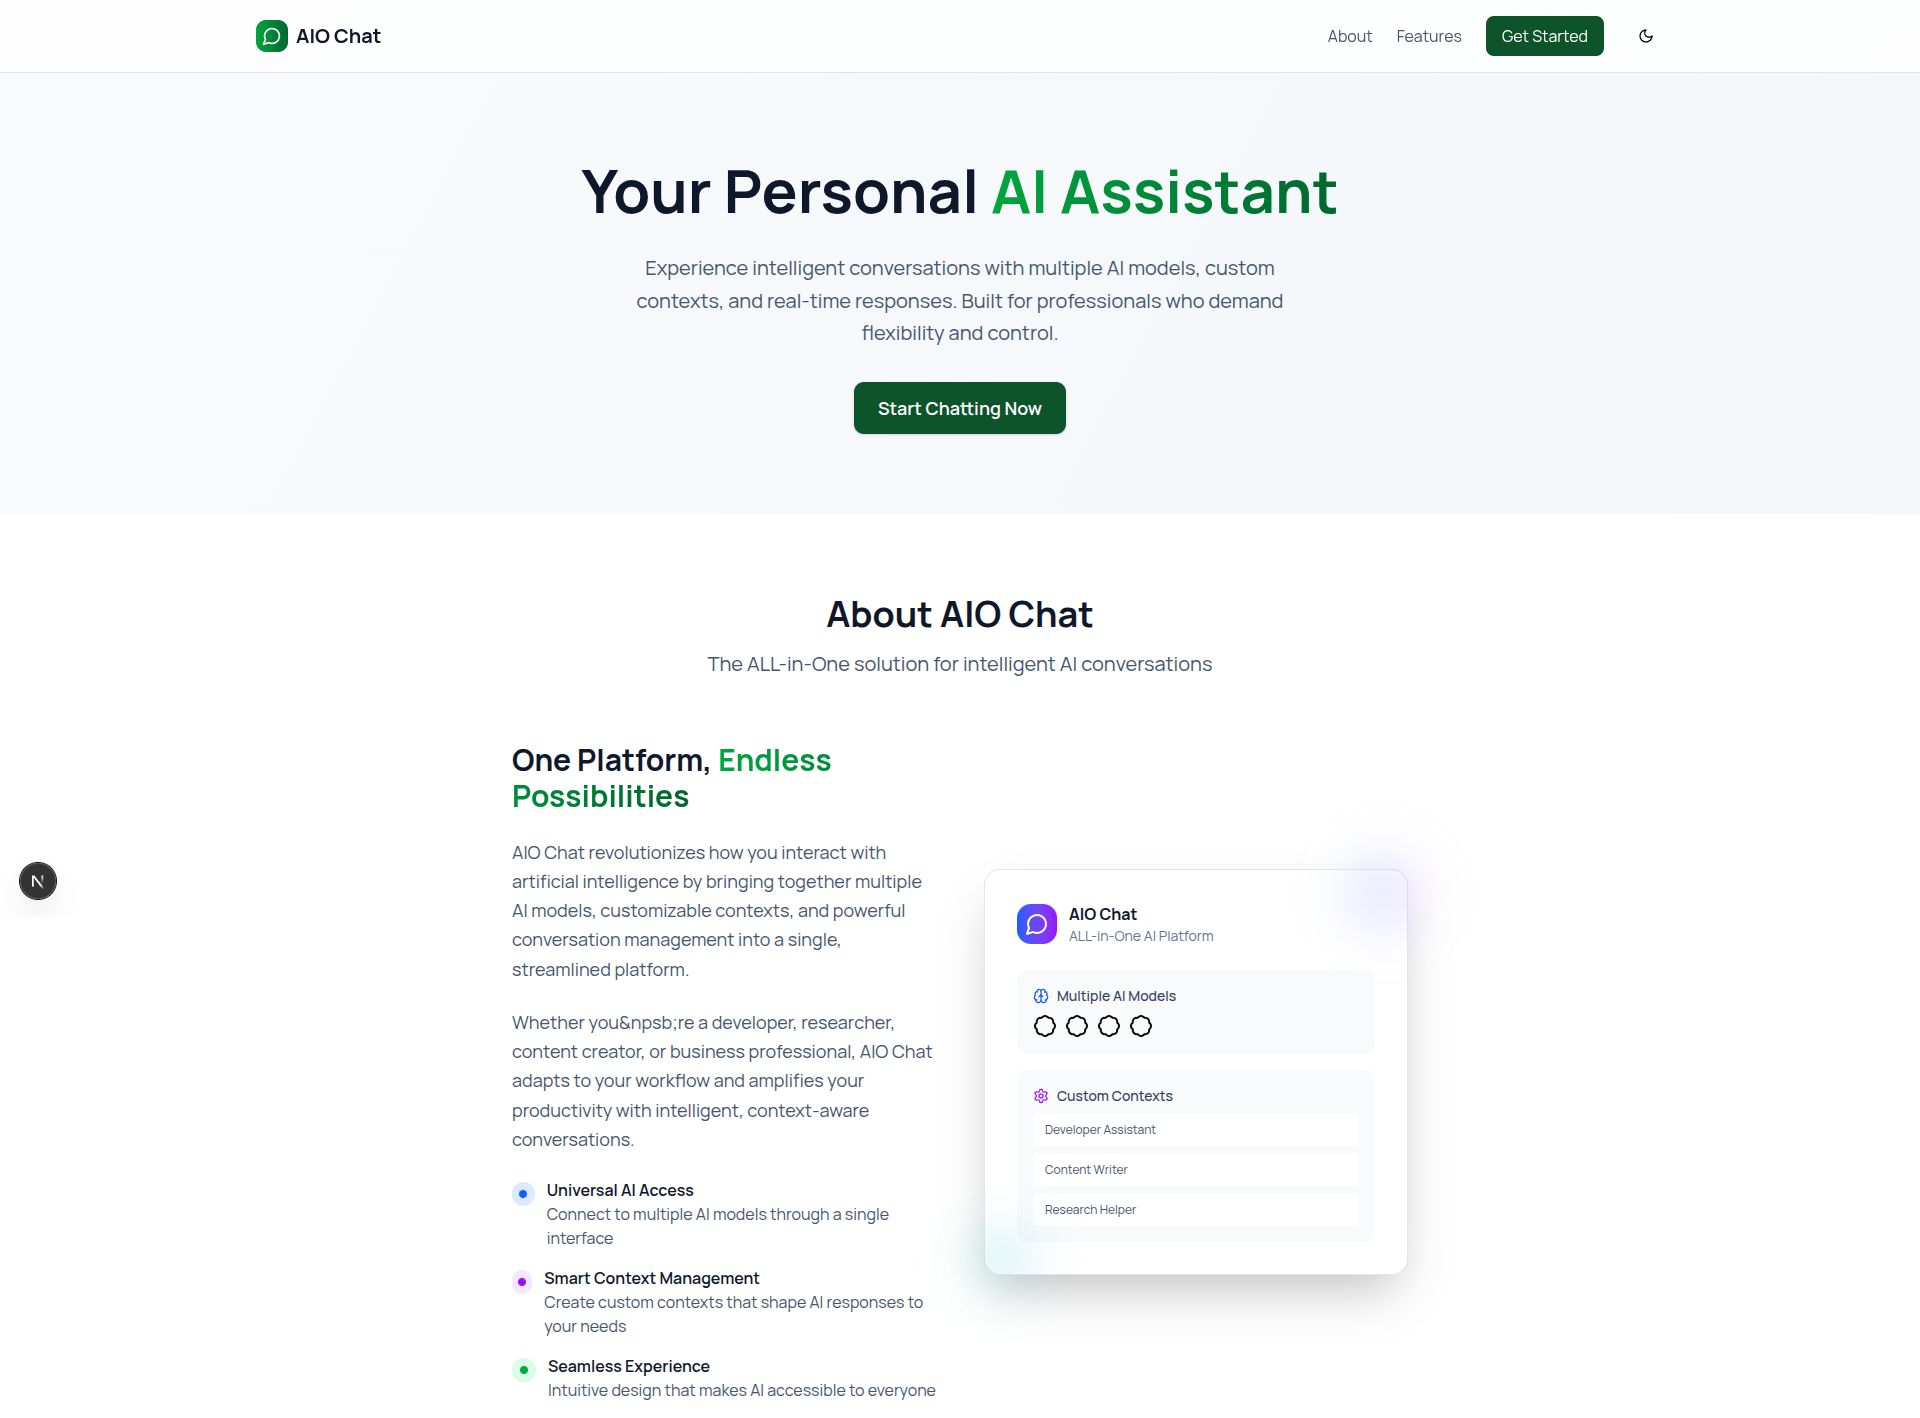 AIO Chat
About
Features
Get Started
Your Personal AI Assistant
Experience intelligent conversations with multiple AI models, custom
contexts, and real-time responses. Built for professionals who demand
flexibility and control.
Start Chatting Now
About AIO Chat
The ALL-in-One solution for intelligent AI conversations
One Platform, Endless
Possibilities
AIO Chat revolutionizes how you interact with
artificial intelligence by bringing together multiple
AI models, customizable contexts, and powerful
conversation management into a single,
streamlined platform.
Whether you&npsb;re a developer, researcher,
content creator, or business professional, AIO Chat
adapts to your workflow and amplifies your
productivity with intelligent, context-aware
conversations.
Universal AI Access
Connect to multiple AI models through a single
interface
Smart Context Management
Create custom contexts that shape AI responses to
your needs
Seamless Experience
Intuitive design that makes AI accessible to everyone
AIO Chat
ALL-in-One AI Platform
Multiple AI Models
Custom Contexts
Developer Assistant
Content Writer
Research Helper
N